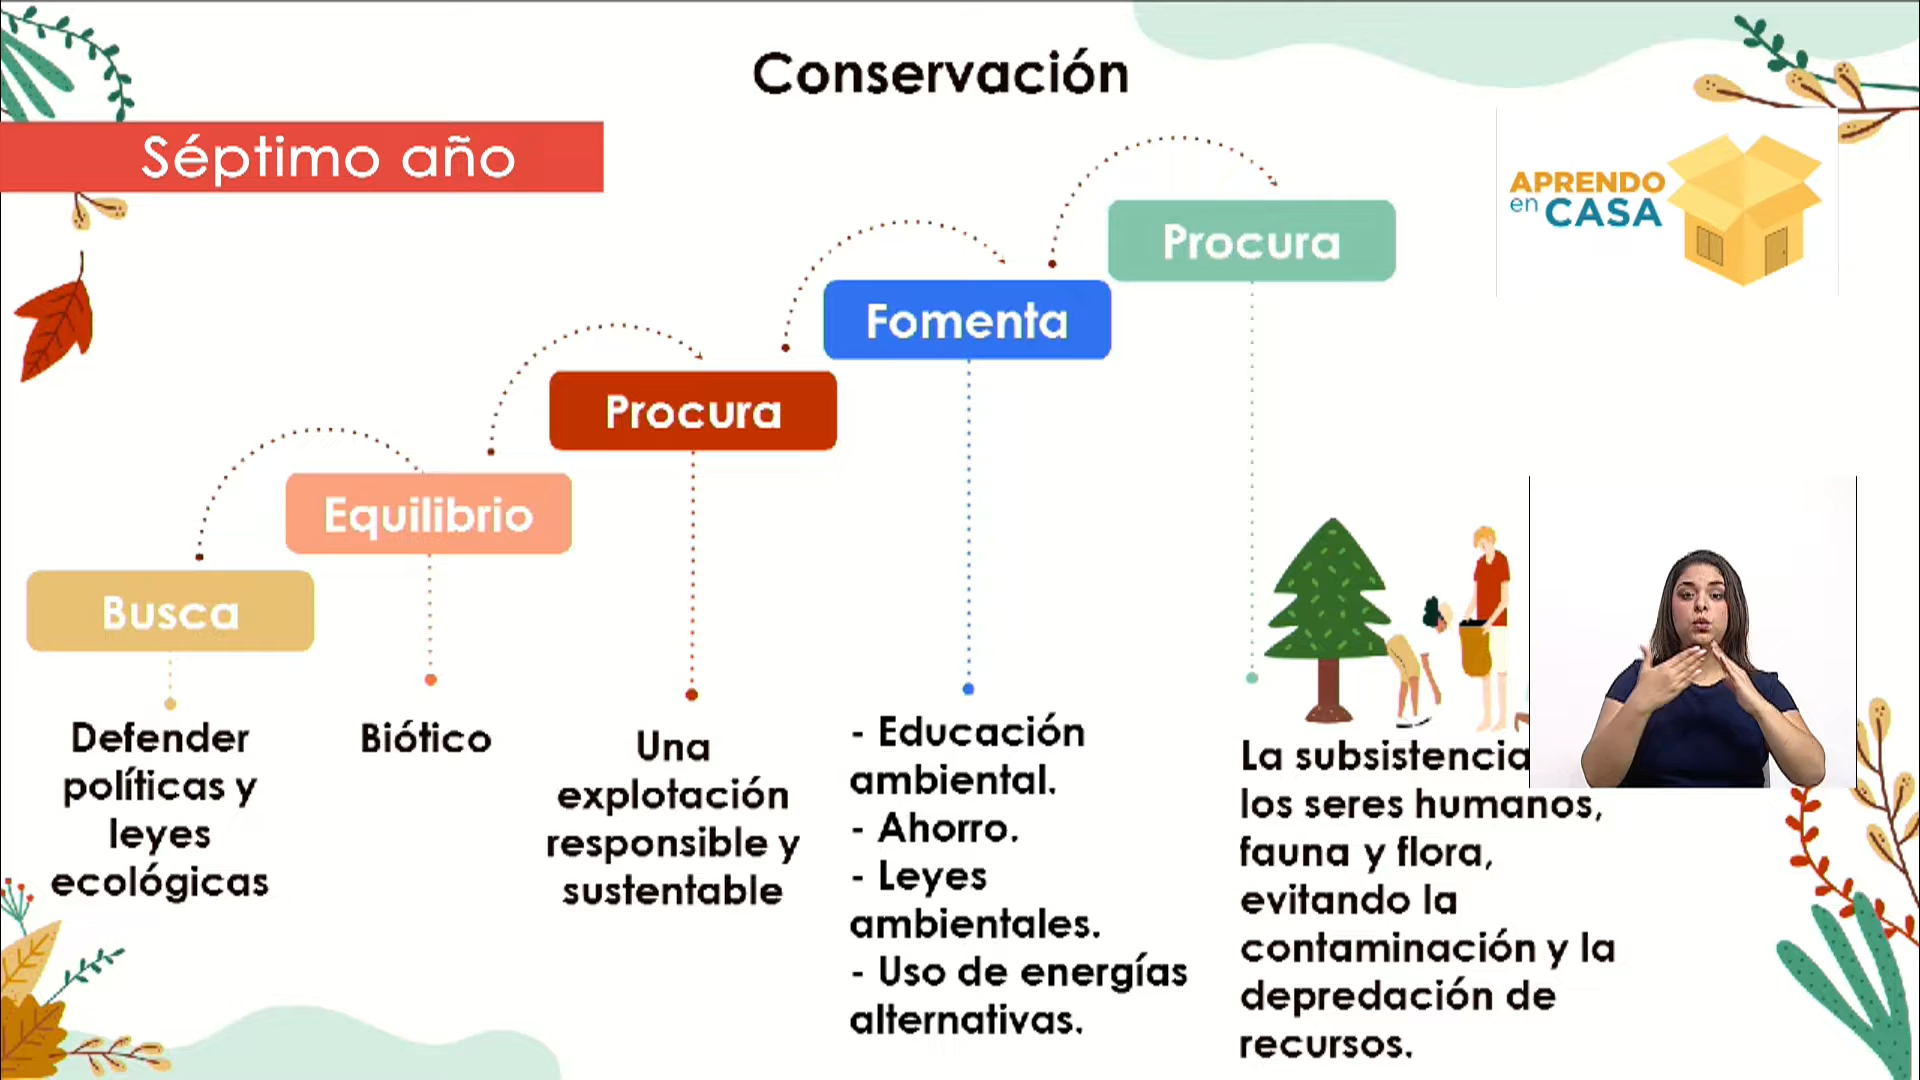 Conservación
Séptimo año
APRENDO
en CASA
Procura
Fomenta
Procura
Equilibrio
Busca
Defender
políticas y
leyes
ecológicas
Biótico
Una
explotación
responsible y
sustentable
- Educación
ambiental.
- Ahorro.
- Leyes
ambientales.
- Uso de energías
alternativas.
La subsistencia
los seres humanos,
fauna y flora,
evitando la
contaminación y la
depredación de
recursos.